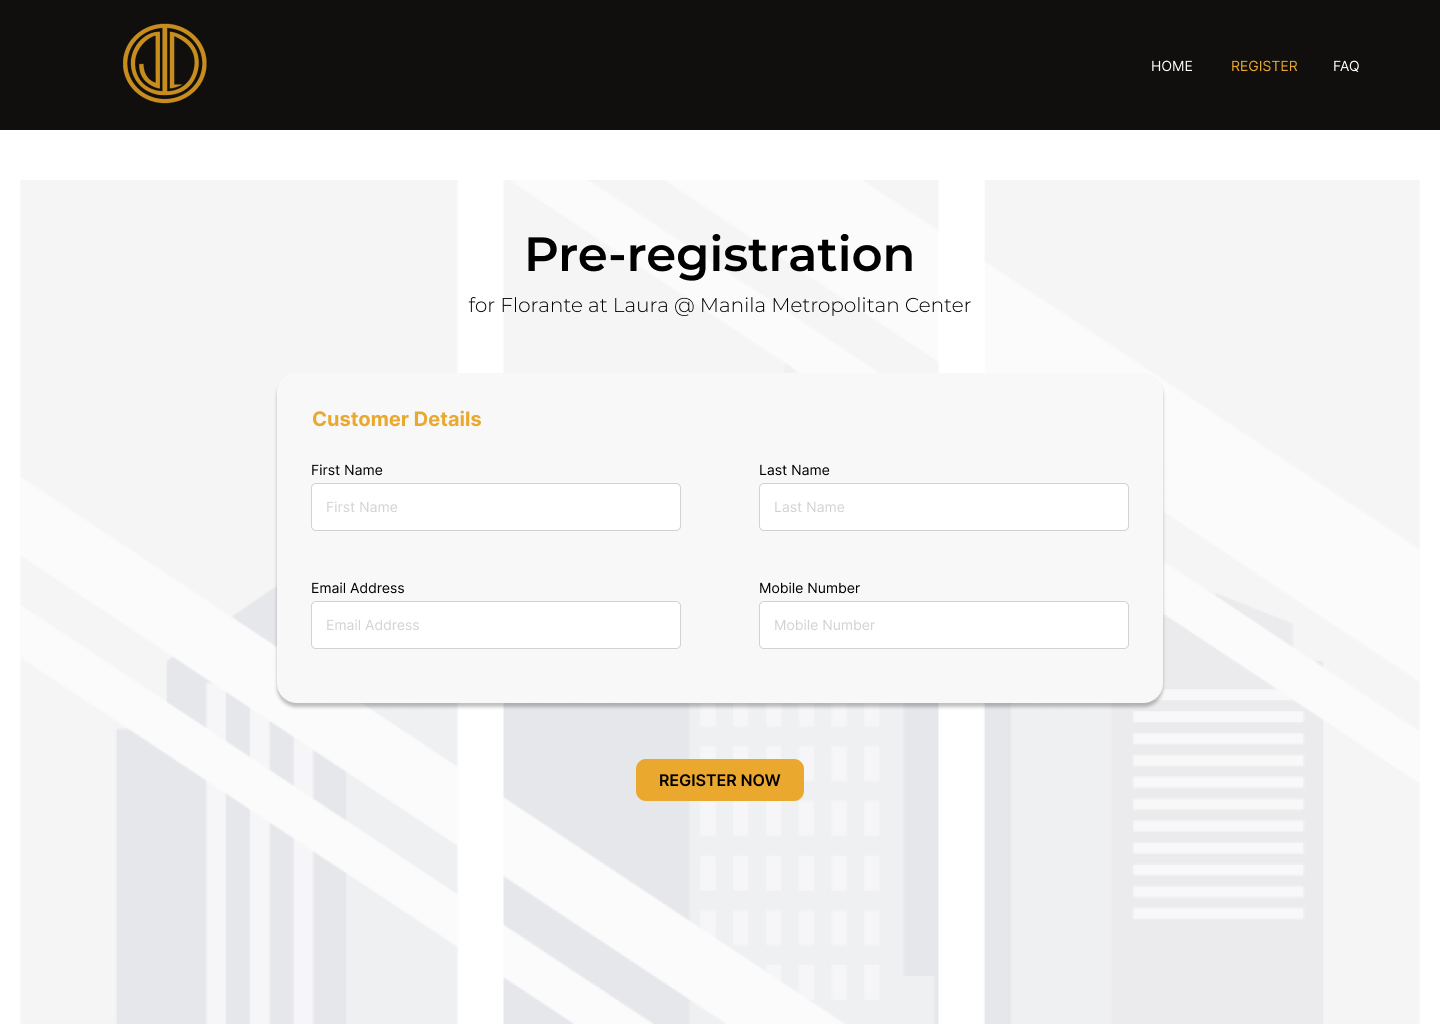 JD
HOME REGISTER FAQ
Pre-registration
for Florante at Laura @ Manila Metropolitan Center
Customer Details
First Name Last Name
First Name Last Name
Email Address Mobile Number
Email Address Mobile Number
REGISTER NOW